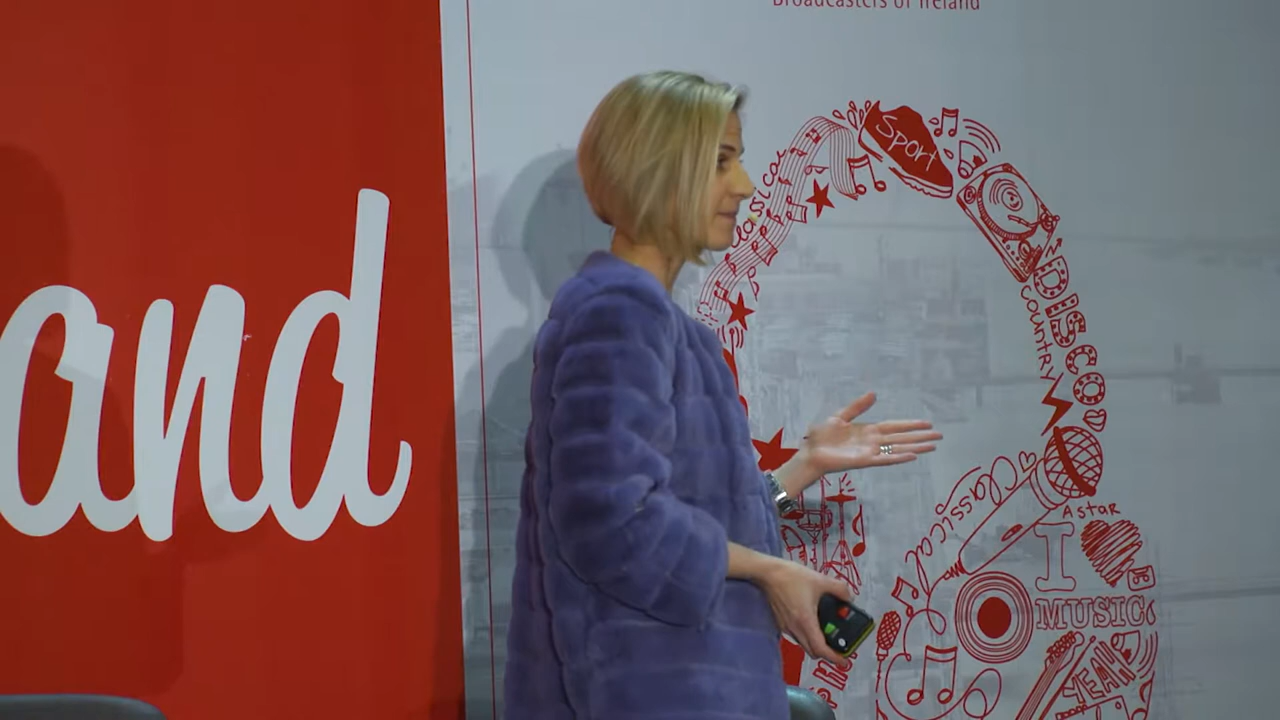 Broadcasters of Ireland
and
Sport
Classical
DISCO
Country
Classical
A star
I
MUSIC
YEAH